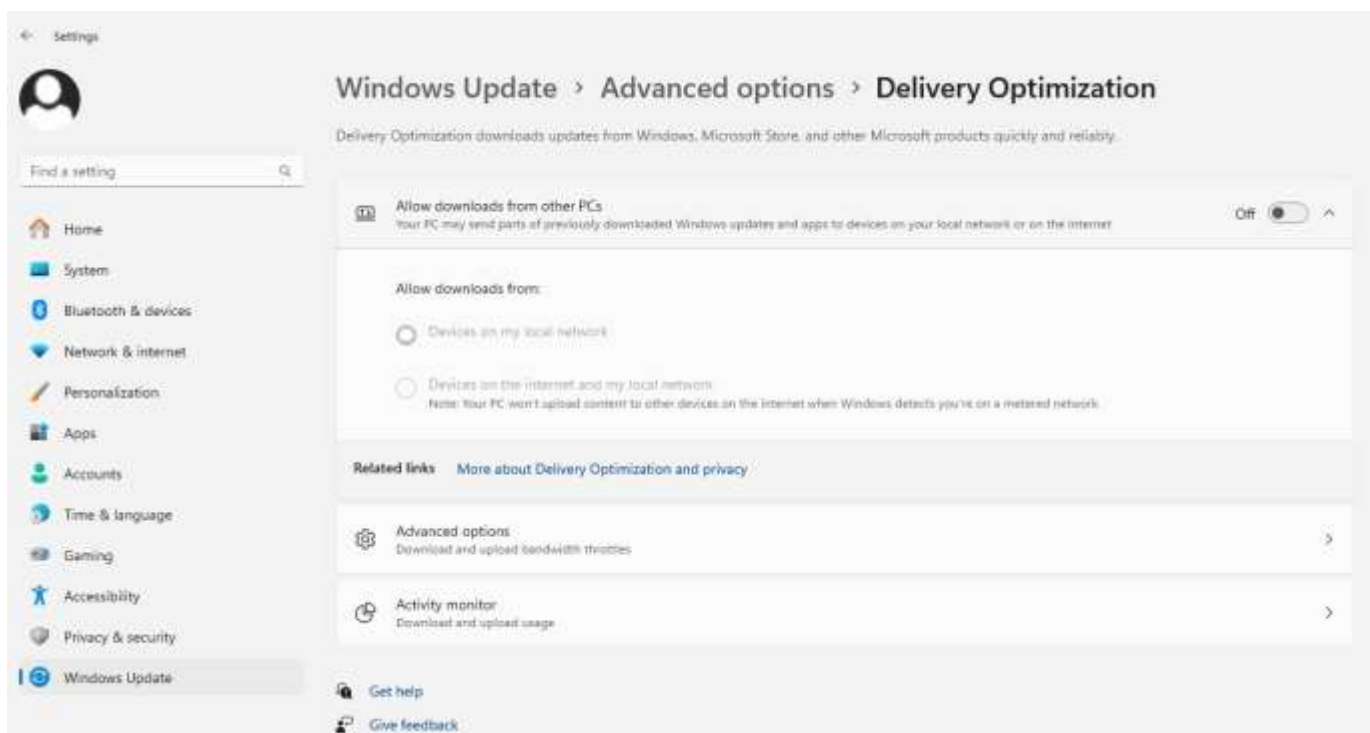 Settings
Windows Update > Advanced options > Delivery Optimization
Delivery Optimization downloads updates from Windows, Microsoft Store, and other Microsoft products quickly and reliably.
Find a setting
Home
System
Bluetooth & devices
Network & internet
Personalization
Apps
Accounts
Time & language
Gaming
Accessibility
Privacy & security
Windows Update
Allow downloads from other PCs
Your PC may send parts of previously downloaded Windows updates and apps to devices on your local network or on the internet
Off
Allow downloads from:
Devices on my local network
Devices on the internet and my local network
Note: Your PC won't upload content to other devices on the internet when Windows detects you're on a metered network
Related links More about Delivery Optimization and privacy
Advanced options
Download and upload bandwidth throttles
Activity monitor
Download and upload usage
Get help
Give feedback